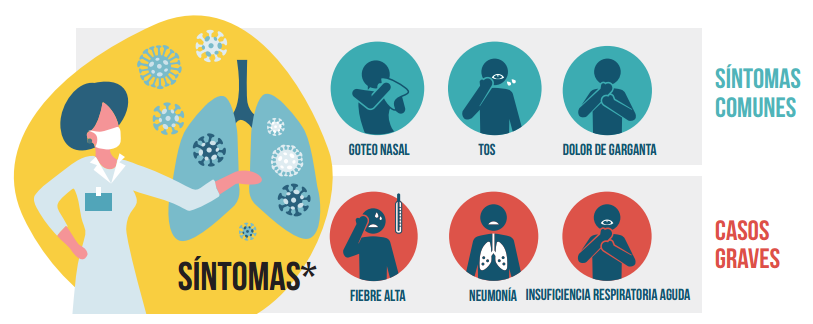 SÍNTOMAS*
GOTEO NASAL
TOS
DOLOR DE GARGANTA
SÍNTOMAS
COMUNES
FIEBRE ALTA
NEUMONÍA
INSUFICIENCIA RESPIRATORIA AGUDA
CASOS
GRAVES